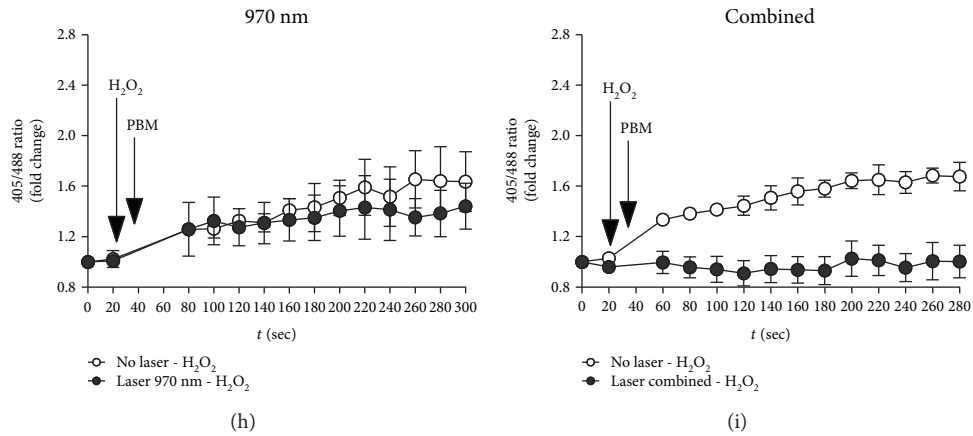 970 nm
2.8
2.4
2.0
1.6
1.2
0.8
405/488 ratio
(fold change)
H₂O₂
PBM
0 20 40 60 80 100 120 140 160 180 200 220 240 260 280 300
t (sec)
No laser - H₂O₂
Laser 970 nm - H₂O₂
(h)
Combined
2.8
2.4
2.0
1.6
1.2
0.8
405/488 ratio
(fold change)
H₂O₂
PBM
0 20 40 60 80 100 120 140 160 180 200 220 240 260 280
t (sec)
No laser - H₂O₂
Laser combined - H₂O₂
(i)